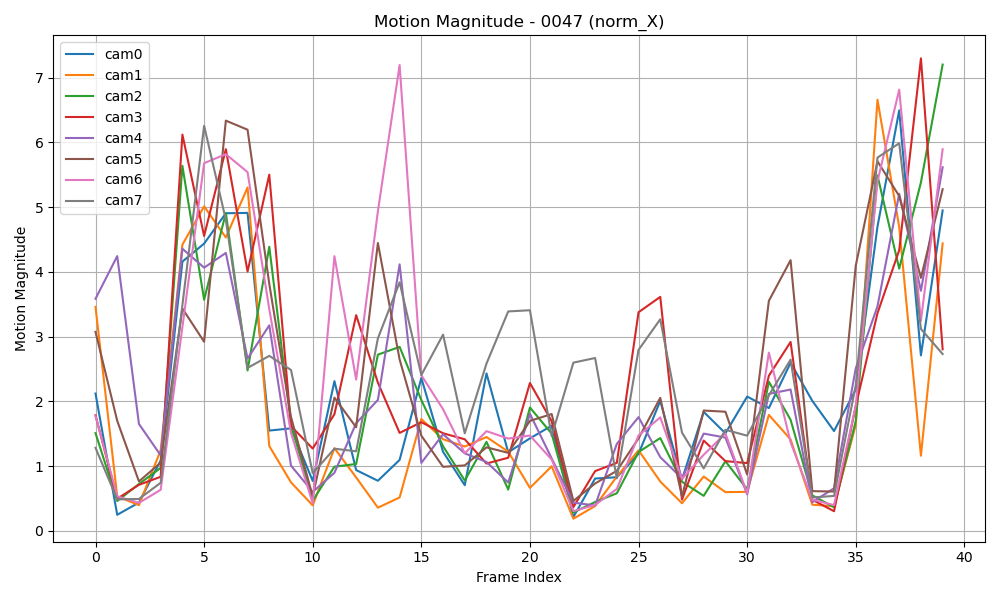 Motion Magnitude - 0047 (norm_X)
cam0
cam1
cam2
cam3
cam4
cam5
cam6
cam7
Motion Magnitude
7
6
5
4
3
2
1
0
0 5 10 15 20 25 30 35 40
Frame Index